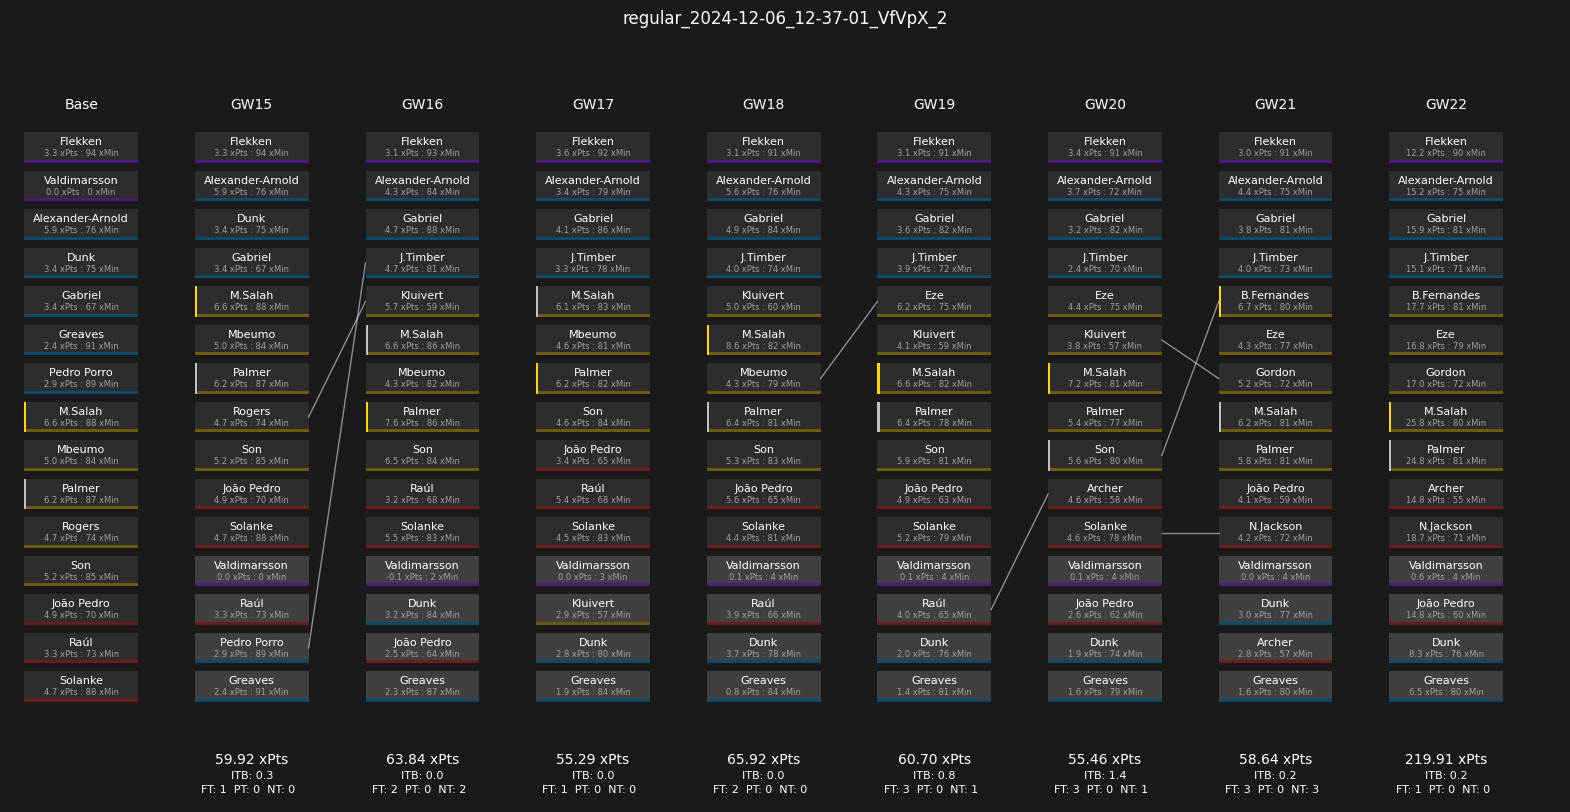 regular_2024-12-06_12-37-01_VfVpX_2
Base
Flekken
3.3 xPts : 94 xMin
Valdimarsson
0.0 xPts : 0 xMin
Alexander-Arnold
5.9 xPts : 76 xMin
Dunk
3.4 xPts : 75 xMin
Gabriel
3.4 xPts : 67 xMin
Greaves
2.4 xPts : 91 xMin
Pedro Porro
2.9 xPts : 89 xMin
M.Salah
6.6 xPts : 88 xMin
Mbeumo
5.0 xPts : 84 xMin
Palmer
6.2 xPts : 87 xMin
Rogers
4.7 xPts : 74 xMin
Son
5.2 xPts : 85 xMin
João Pedro
4.9 xPts : 70 xMin
Raúl
3.3 xPts : 73 xMin
Solanke
4.7 xPts : 88 xMin
GW15
Flekken
3.3 xPts : 94 xMin
Alexander-Arnold
5.9 xPts : 76 xMin
Dunk
3.4 xPts : 75 xMin
Gabriel
3.4 xPts : 67 xMin
M.Salah
6.6 xPts : 88 xMin
Mbeumo
5.0 xPts : 84 xMin
Palmer
6.2 xPts : 87 xMin
Rogers
4.7 xPts : 74 xMin
Son
5.2 xPts : 85 xMin
João Pedro
4.9 xPts : 70 xMin
Solanke
4.7 xPts : 88 xMin
Valdimarsson
0.0 xPts : 0 xMin
Raúl
3.3 xPts : 73 xMin
Pedro Porro
2.9 xPts : 89 xMin
Greaves
2.4 xPts : 91 xMin
59.92 xPts
ITB: 0.3
FT: 1 PT: 0 NT: 0
GW16
Flekken
3.1 xPts : 93 xMin
Alexander-Arnold
4.3 xPts : 84 xMin
Gabriel
4.7 xPts : 88 xMin
J.Timber
4.7 xPts : 81 xMin
Kluivert
5.7 xPts : 59 xMin
M.Salah
6.6 xPts : 86 xMin
Mbeumo
4.3 xPts : 82 xMin
Palmer
7.6 xPts : 86 xMin
Son
6.5 xPts : 84 xMin
Raúl
3.2 xPts : 68 xMin
Solanke
5.5 xPts : 83 xMin
Valdimarsson
-0.1 xPts : 2 xMin
Dunk
3.2 xPts : 84 xMin
João Pedro
2.5 xPts : 64 xMin
Greaves
2.3 xPts : 87 xMin
63.84 xPts
ITB: 0.0
FT: 2 PT: 0 NT: 2
GW17
Flekken
3.6 xPts : 92 xMin
Alexander-Arnold
3.4 xPts : 79 xMin
Gabriel
4.1 xPts : 86 xMin
J.Timber
3.3 xPts : 78 xMin
M.Salah
6.1 xPts : 83 xMin
Mbeumo
4.6 xPts : 81 xMin
Palmer
6.2 xPts : 82 xMin
Son
4.6 xPts : 84 xMin
João Pedro
3.4 xPts : 65 xMin
Raúl
5.4 xPts : 68 xMin
Solanke
4.5 xPts : 83 xMin
Valdimarsson
0.0 xPts : 3 xMin
Kluivert
2.9 xPts : 57 xMin
Dunk
2.8 xPts : 80 xMin
Greaves
1.9 xPts : 84 xMin
55.29 xPts
ITB: 0.0
FT: 1 PT: 0 NT: 0
GW18
Flekken
3.1 xPts : 91 xMin
Alexander-Arnold
5.6 xPts : 76 xMin
Gabriel
4.9 xPts : 84 xMin
J.Timber
4.0 xPts : 74 xMin
Kluivert
5.0 xPts : 60 xMin
M.Salah
8.6 xPts : 82 xMin
Mbeumo
4.3 xPts : 79 xMin
Palmer
6.4 xPts : 81 xMin
Son
5.3 xPts : 83 xMin
João Pedro
5.6 xPts : 65 xMin
Solanke
4.4 xPts : 81 xMin
Valdimarsson
0.1 xPts : 4 xMin
Raúl
3.9 xPts : 66 xMin
Dunk
3.7 xPts : 78 xMin
Greaves
0.8 xPts : 84 xMin
65.92 xPts
ITB: 0.0
FT: 2 PT: 0 NT: 0
GW19
Flekken
3.1 xPts : 91 xMin
Alexander-Arnold
4.3 xPts : 75 xMin
Gabriel
3.6 xPts : 82 xMin
J.Timber
3.9 xPts : 72 xMin
Eze
6.2 xPts : 75 xMin
Kluivert
4.1 xPts : 59 xMin
M.Salah
6.6 xPts : 82 xMin
Palmer
6.4 xPts : 78 xMin
Son
5.9 xPts : 81 xMin
João Pedro
4.9 xPts : 63 xMin
Solanke
5.2 xPts : 79 xMin
Valdimarsson
0.1 xPts : 4 xMin
Raúl
4.0 xPts : 65 xMin
Dunk
2.0 xPts : 76 xMin
Greaves
1.4 xPts : 81 xMin
60.70 xPts
ITB: 0.8
FT: 3 PT: 0 NT: 1
GW20
Flekken
3.4 xPts : 91 xMin
Alexander-Arnold
3.7 xPts : 72 xMin
Gabriel
3.2 xPts : 82 xMin
J.Timber
2.4 xPts : 70 xMin
Eze
4.4 xPts : 75 xMin
Kluivert
3.8 xPts : 57 xMin
M.Salah
7.2 xPts : 81 xMin
Palmer
5.4 xPts : 77 xMin
Son
5.6 xPts : 80 xMin
Archer
4.6 xPts : 58 xMin
Solanke
4.6 xPts : 78 xMin
Valdimarsson
0.1 xPts : 4 xMin
João Pedro
2.6 xPts : 62 xMin
Dunk
1.9 xPts : 74 xMin
Greaves
1.6 xPts : 79 xMin
55.46 xPts
ITB: 1.4
FT: 3 PT: 0 NT: 1
GW21
Flekken
3.0 xPts : 91 xMin
Alexander-Arnold
4.4 xPts : 75 xMin
Gabriel
3.8 xPts : 81 xMin
J.Timber
4.0 xPts : 73 xMin
B.Fernandes
6.7 xPts : 80 xMin
Eze
4.3 xPts : 77 xMin
Gordon
5.2 xPts : 72 xMin
M.Salah
6.2 xPts : 81 xMin
Palmer
5.8 xPts : 81 xMin
João Pedro
4.1 xPts : 59 xMin
N.Jackson
4.2 xPts : 72 xMin
Valdimarsson
0.0 xPts : 4 xMin
Dunk
3.0 xPts : 77 xMin
Archer
2.8 xPts : 57 xMin
Greaves
1.6 xPts : 80 xMin
58.64 xPts
ITB: 0.2
FT: 3 PT: 0 NT: 3
GW22
Flekken
12.2 xPts : 90 xMin
Alexander-Arnold
15.2 xPts : 75 xMin
Gabriel
15.9 xPts : 81 xMin
J.Timber
15.1 xPts : 71 xMin
B.Fernandes
17.7 xPts : 81 xMin
Eze
16.8 xPts : 79 xMin
Gordon
17.0 xPts : 72 xMin
M.Salah
25.8 xPts : 80 xMin
Palmer
24.8 xPts : 81 xMin
Archer
14.8 xPts : 55 xMin
N.Jackson
18.7 xPts : 71 xMin
Valdimarsson
0.6 xPts : 4 xMin
João Pedro
14.8 xPts : 60 xMin
Dunk
8.3 xPts : 76 xMin
Greaves
6.5 xPts : 80 xMin
219.91 xPts
ITB: 0.2
FT: 1 PT: 0 NT: 0